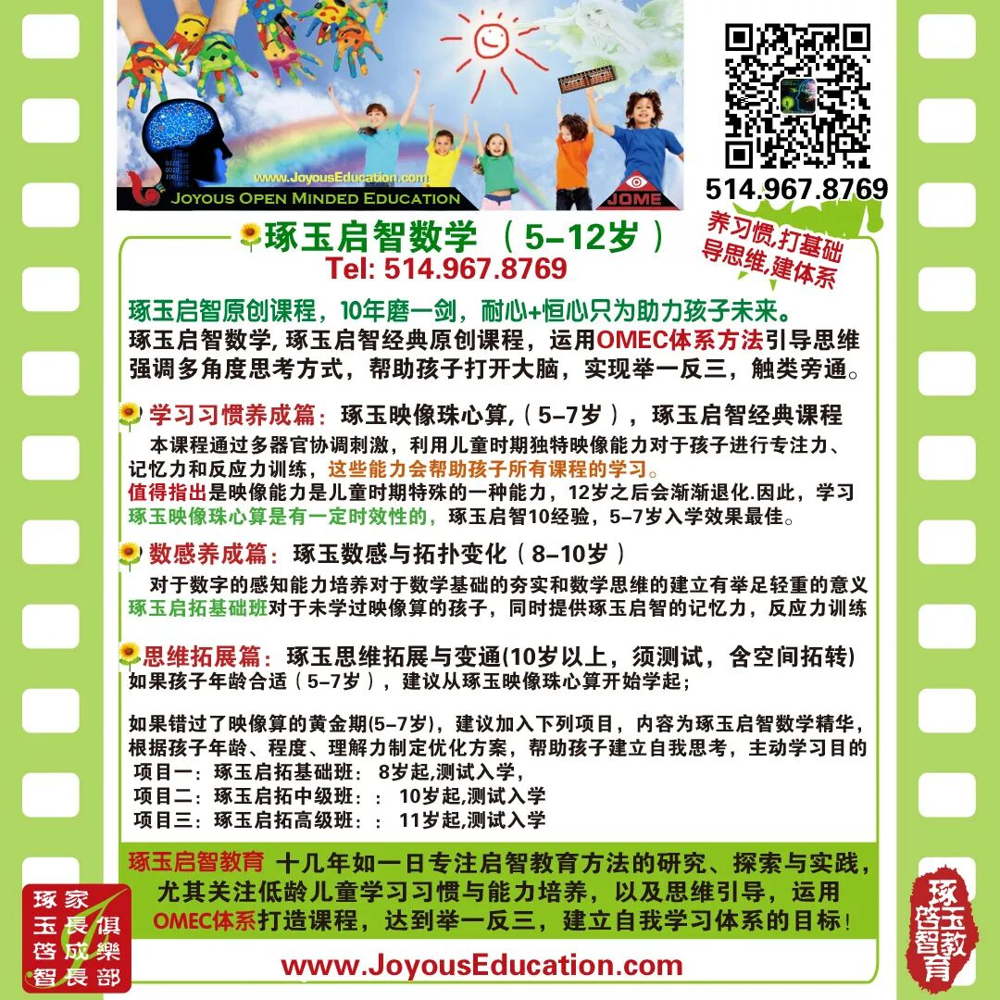 www.JoyousEducation.com
JOYOUS OPEN MINDED EDUCATION
JOME
514.967.8769
养习惯,打基础
导思维,建体系
琢玉启智数学 （5-12岁）
Tel: 514.967.8769
琢玉启智原创课程，10年磨一剑，耐心+恒心只为助力孩子未来。
琢玉启智数学, 琢玉启智经典原创课程，运用OMEC体系方法引导思维
强调多角度思考方式，帮助孩子打开大脑，实现举一反三，触类旁通。
学习习惯养成篇：琢玉映像珠心算,（5-7岁），琢玉启智经典课程
本课程通过多器官协调刺激，利用儿童时期独特映像能力对于孩子进行专注力、
记忆力和反应力训练，这些能力会帮助孩子所有课程的学习。
值得指出是映像能力是儿童时期特殊的一种能力，12岁之后会渐渐退化.因此，学习
琢玉映像珠心算是有一定时效性的，琢玉启智10经验，5-7岁入学效果最佳。
数感养成篇：琢玉数感与拓扑变化（8-10岁）
对于数字的感知能力培养对于数学基础的夯实和数学思维的建立有举足轻重的意义
琢玉启拓基础班对于未学过映像算的孩子，同时提供琢玉启智的记忆力，反应力训练
思维拓展篇：琢玉思维拓展与变通(10岁以上，须测试，含空间拓转)
如果孩子年龄合适（5-7岁），建议从琢玉映像珠心算开始学起；
如果错过了映像算的黄金期(5-7岁)，建议加入下列项目，内容为琢玉启智数学精华，
根据孩子年龄、程度、理解力制定优化方案，帮助孩子建立自我思考，主动学习目的
项目一：琢玉启拓基础班： 8岁起,测试入学，
项目二：琢玉启拓中级班：： 10岁起,测试入学
项目三：琢玉启拓高级班：： 11岁起,测试入学
琢玉启智教育 十几年如一日专注启智教育方法的研究、探索与实践，
尤其关注低龄儿童学习习惯与能力培养，以及思维引导，运用
OMEC体系打造课程，达到举一反三，建立自我学习体系的目标！
www.JoyousEducation.com
琢玉啓智
家長成長
俱樂部
琢玉教
啓智育